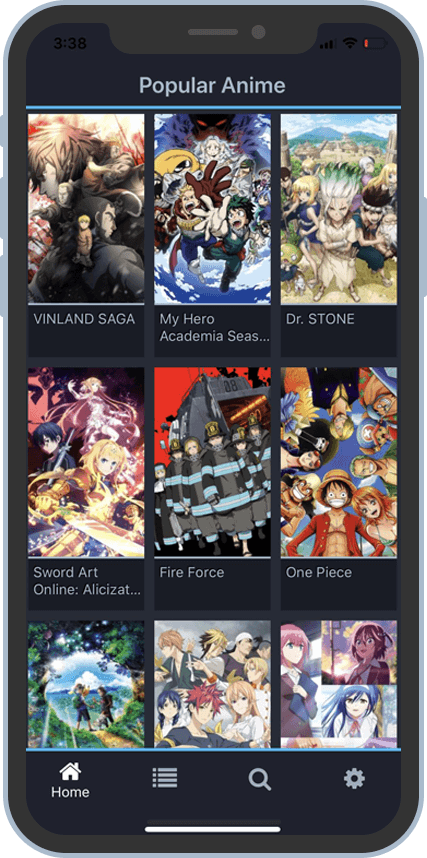 3:38
Popular Anime
VINLAND SAGA
My Hero
Academia Seas...
Dr. STONE
Sword Art
Online: Alicizat...
Fire Force
One Piece
Home